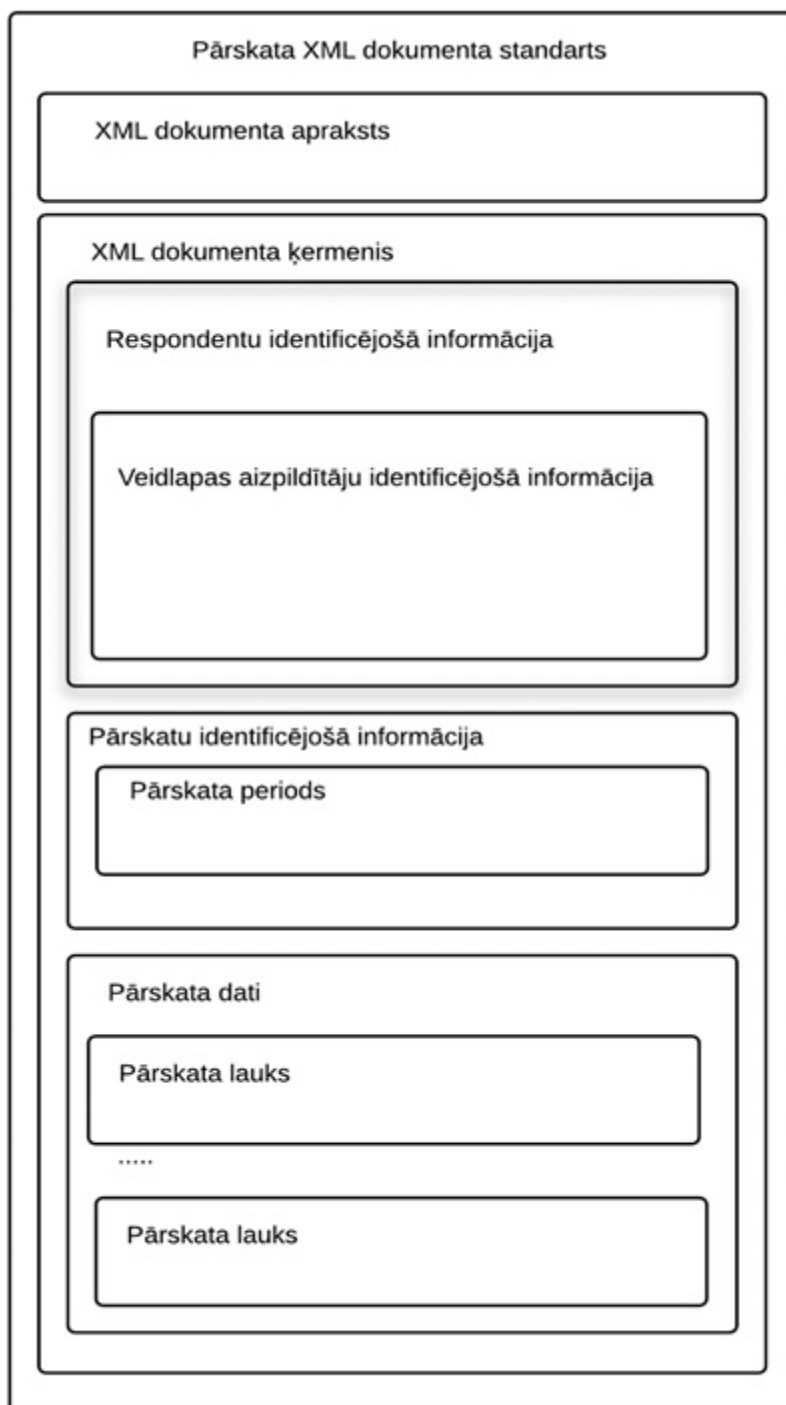 Pārskata XML dokumenta standarts
XML dokumenta apraksts
XML dokumenta ķermenis
Respondentu identificējošā informācija
Veidlapas aizpildītāju identificējošā informācija
Pārskatu identificējošā informācija
Pārskata periods
Pārskata dati
Pārskata lauks
.....
Pārskata lauks